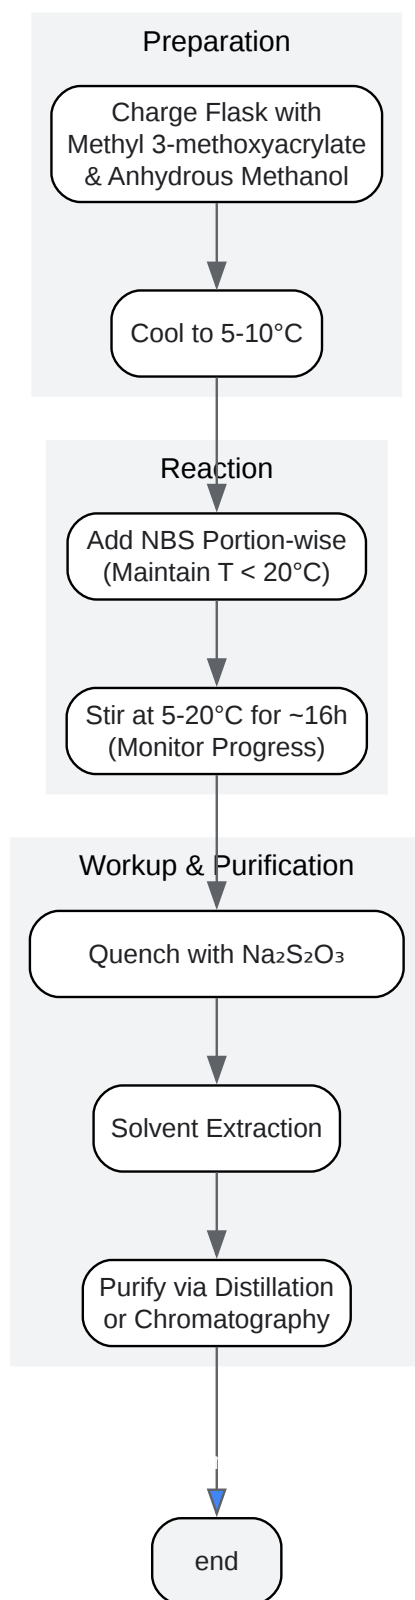 Preparation
Charge Flask with
Methyl 3-methoxyacrylate
& Anhydrous Methanol
Cool to 5-10°C
Reaction
Add NBS Portion-wise
(Maintain T < 20°C)
Stir at 5-20°C for ~16h
(Monitor Progress)
Workup & Purification
Quench with Na₂S₂O₃
Solvent Extraction
Purify via Distillation
or Chromatography
end